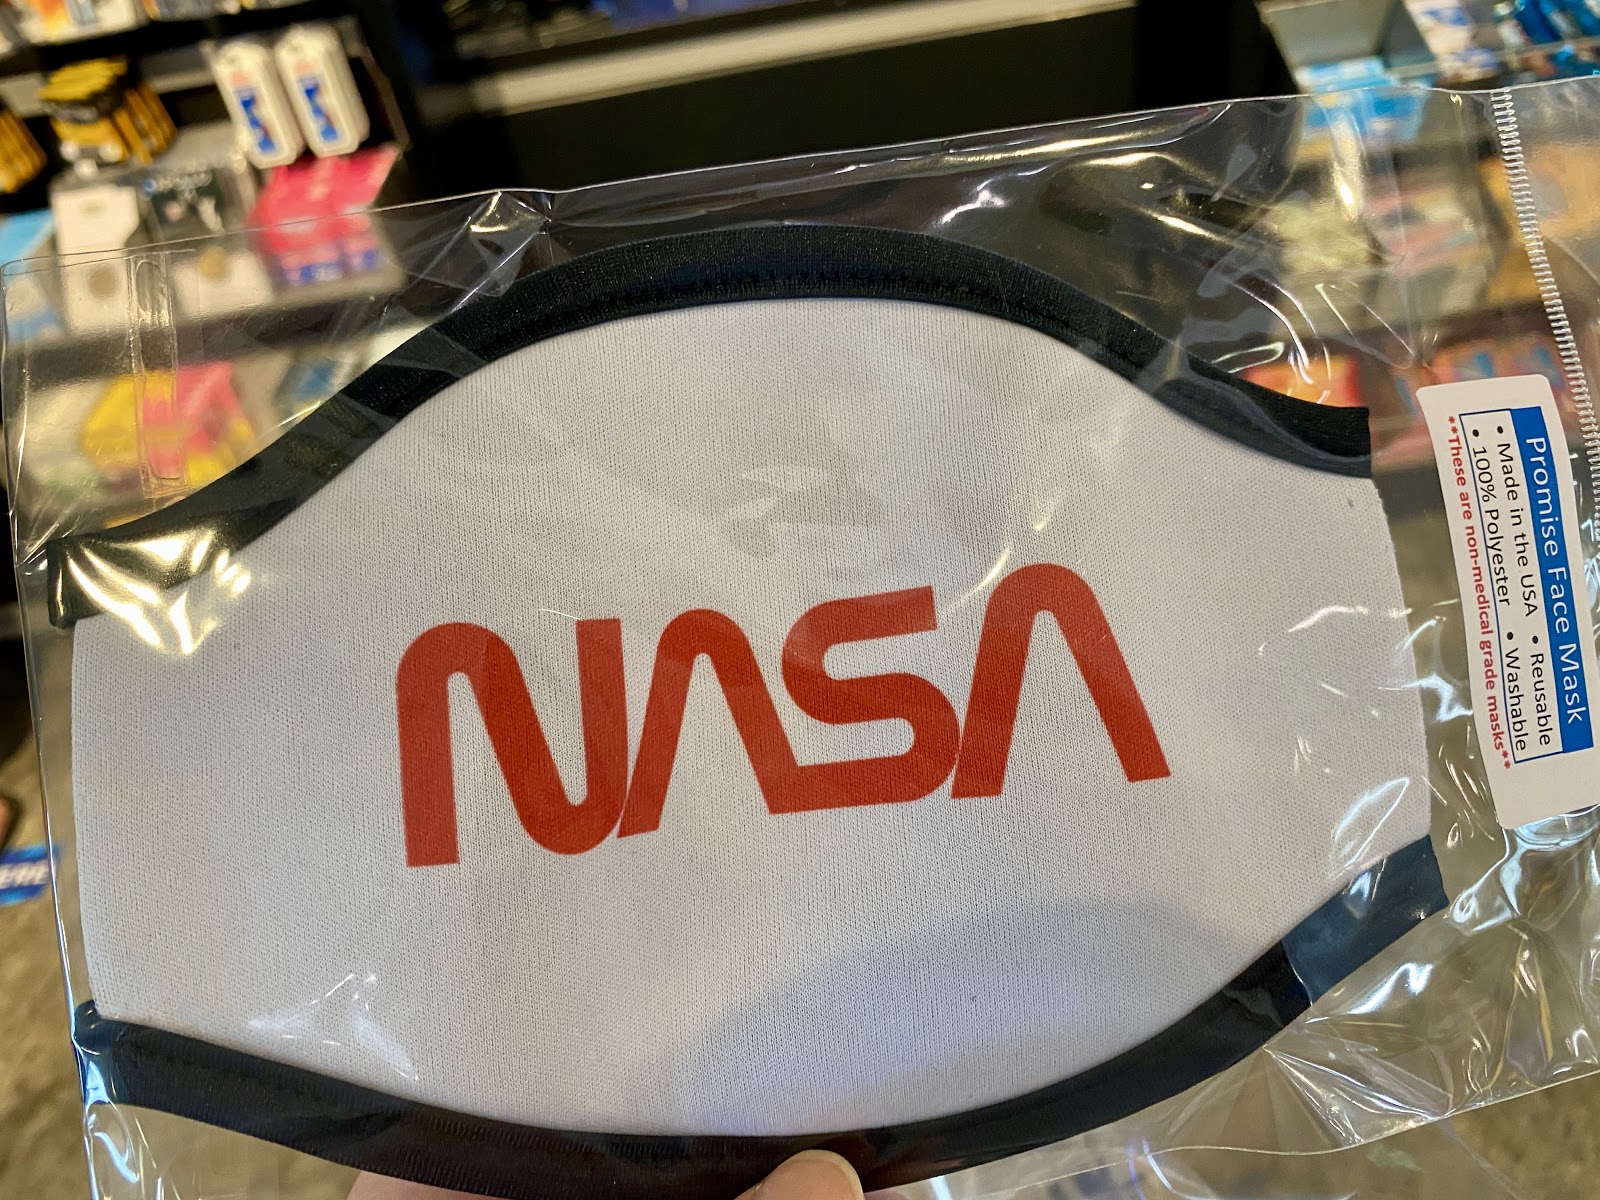 NASA
Promise Face Mask
• Made in the USA • Reusable
• 100% Polyester • Washable
**These are non-medical grade masks**